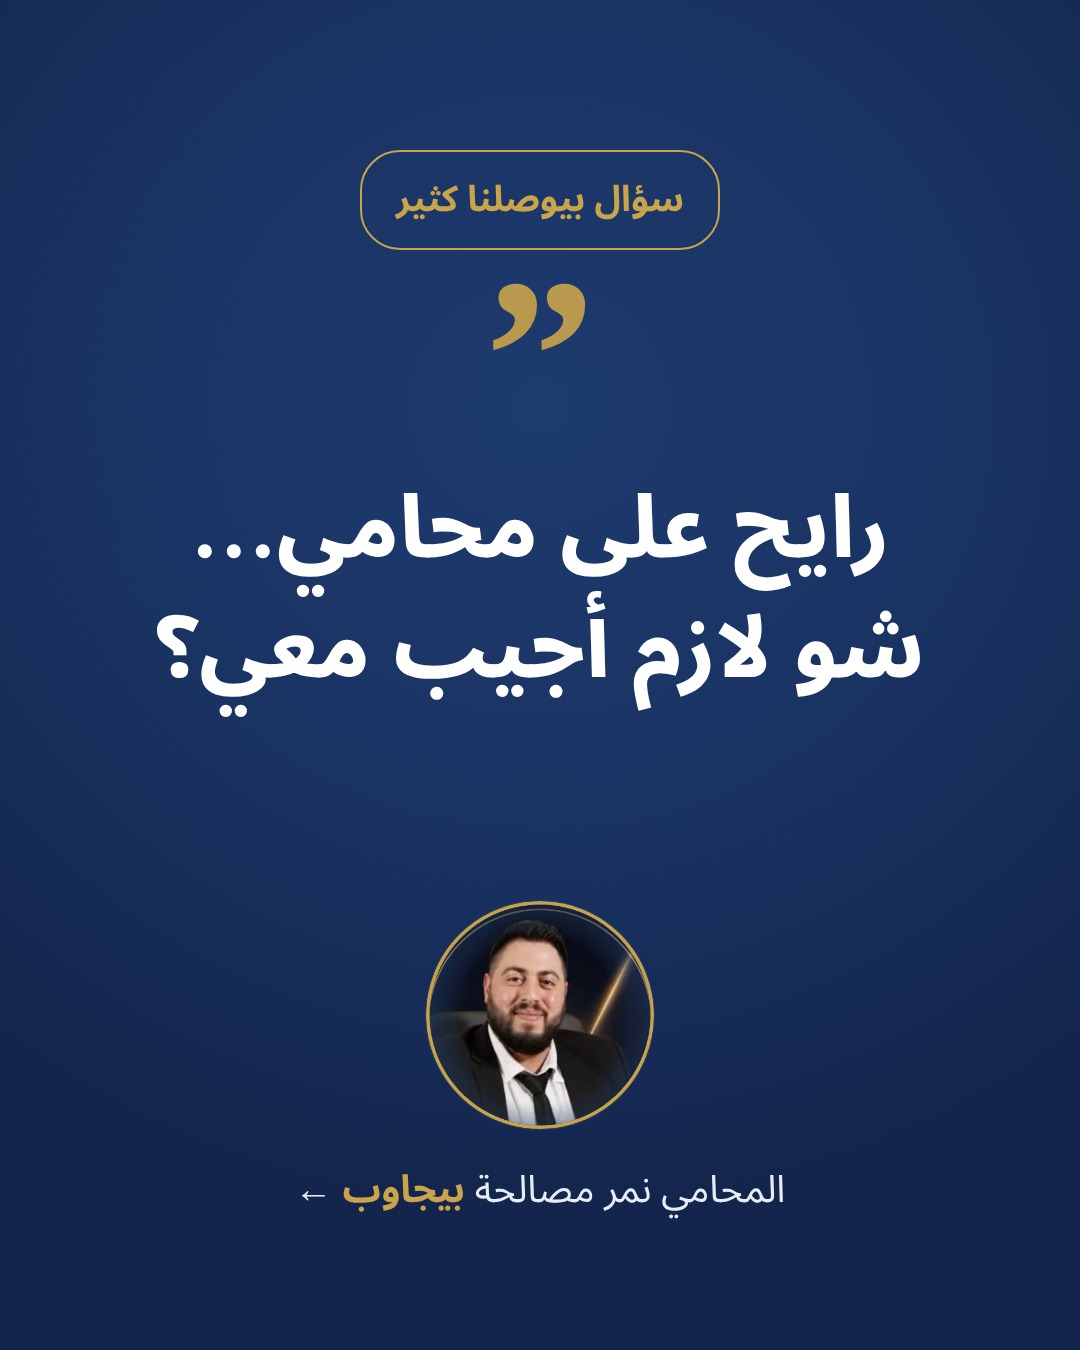 سؤال بيوصلنا كثير
”
رايح على محامي...
شو لازم أجيب معي؟
المحامي نمر مصالحة بيجاوب ←